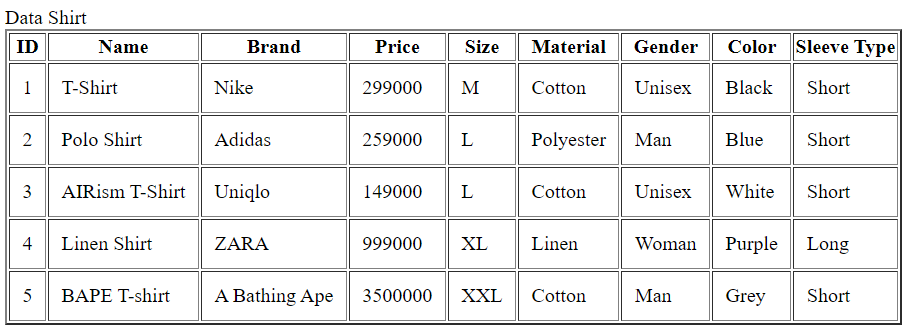 Data Shirt
ID Name Brand Price Size Material Gender Color Sleeve Type
1 T-Shirt Nike 299000 M Cotton Unisex Black Short
2 Polo Shirt Adidas 259000 L Polyester Man Blue Short
3 AIRism T-Shirt Uniqlo 149000 L Cotton Unisex White Short
4 Linen Shirt ZARA 999000 XL Linen Woman Purple Long
5 BAPE T-shirt A Bathing Ape 3500000 XXL Cotton Man Grey Short